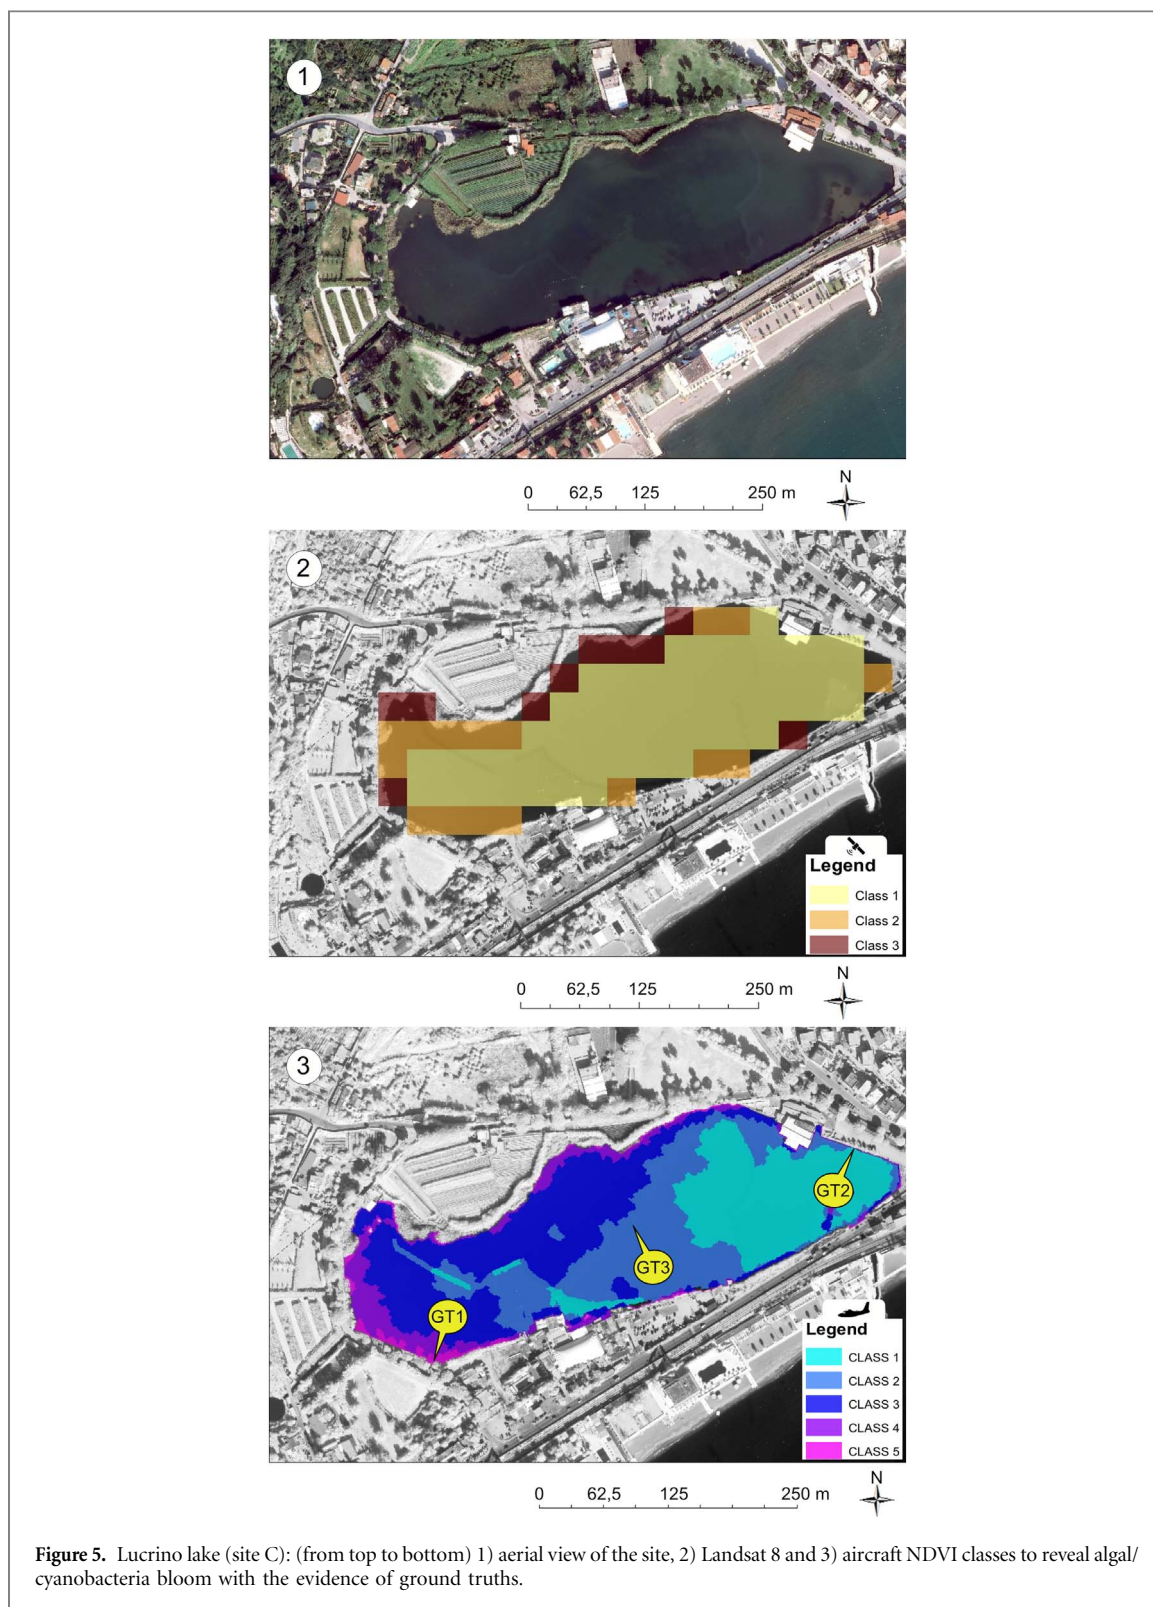 1
0 62,5 125 250 m
N
2
Legend
Class 1
Class 2
Class 3
0 62,5 125 250 m
N
3
GT2
GT3
GT1
Legend
CLASS 1
CLASS 2
CLASS 3
CLASS 4
CLASS 5
0 62,5 125 250 m
N
Figure 5. Lucrino lake (site C): (from top to bottom) 1) aerial view of the site, 2) Landsat 8 and 3) aircraft NDVI classes to reveal algal/
cyanobacteria bloom with the evidence of ground truths.